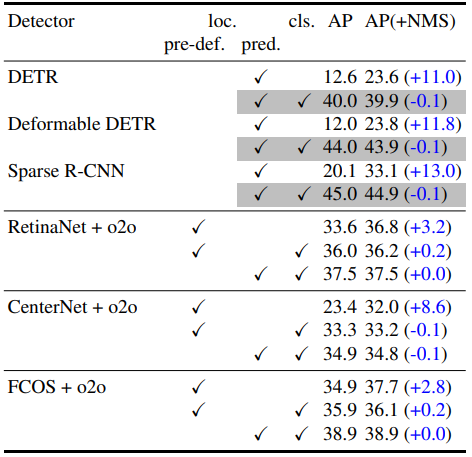 Detector loc. cls. AP AP(+NMS)
pre-def. pred.
DETR ✓ 12.6 23.6 (+11.0)
✓ ✓ 40.0 39.9 (-0.1)
Deformable DETR ✓ 12.0 23.8 (+11.8)
✓ ✓ 44.0 43.9 (-0.1)
Sparse R-CNN ✓ 20.1 33.1 (+13.0)
✓ ✓ 45.0 44.9 (-0.1)
RetinaNet + o2o ✓ 33.6 36.8 (+3.2)
✓ ✓ 36.0 36.2 (+0.2)
✓ ✓ 37.5 37.5 (+0.0)
CenterNet + o2o ✓ 23.4 32.0 (+8.6)
✓ ✓ 33.3 33.2 (-0.1)
✓ ✓ 34.9 34.8 (-0.1)
FCOS + o2o ✓ 34.9 37.7 (+2.8)
✓ ✓ 35.9 36.1 (+0.2)
✓ ✓ 38.9 38.9 (+0.0)